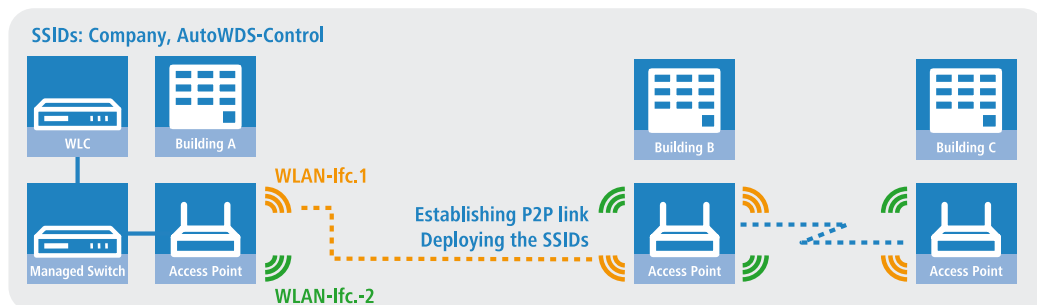 SSIDs: Company, AutoWDS-Control
WLC
Building A
Building B
Building C
WLAN-Ifc.1
Establishing P2P link
Deploying the SSIDs
Managed Switch
Access Point
Access Point
Access Point
WLAN-Ifc.-2